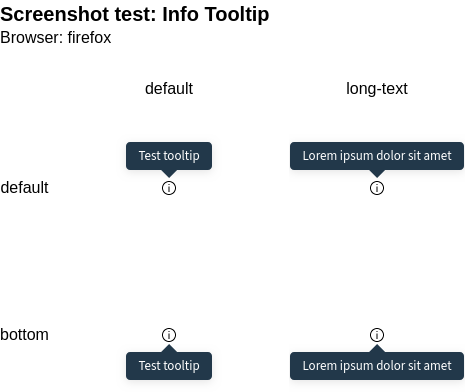 Screenshot test: Info Tooltip
Browser: firefox
default long-text
Test tooltip Lorem ipsum dolor sit amet
default
bottom
Test tooltip Lorem ipsum dolor sit amet